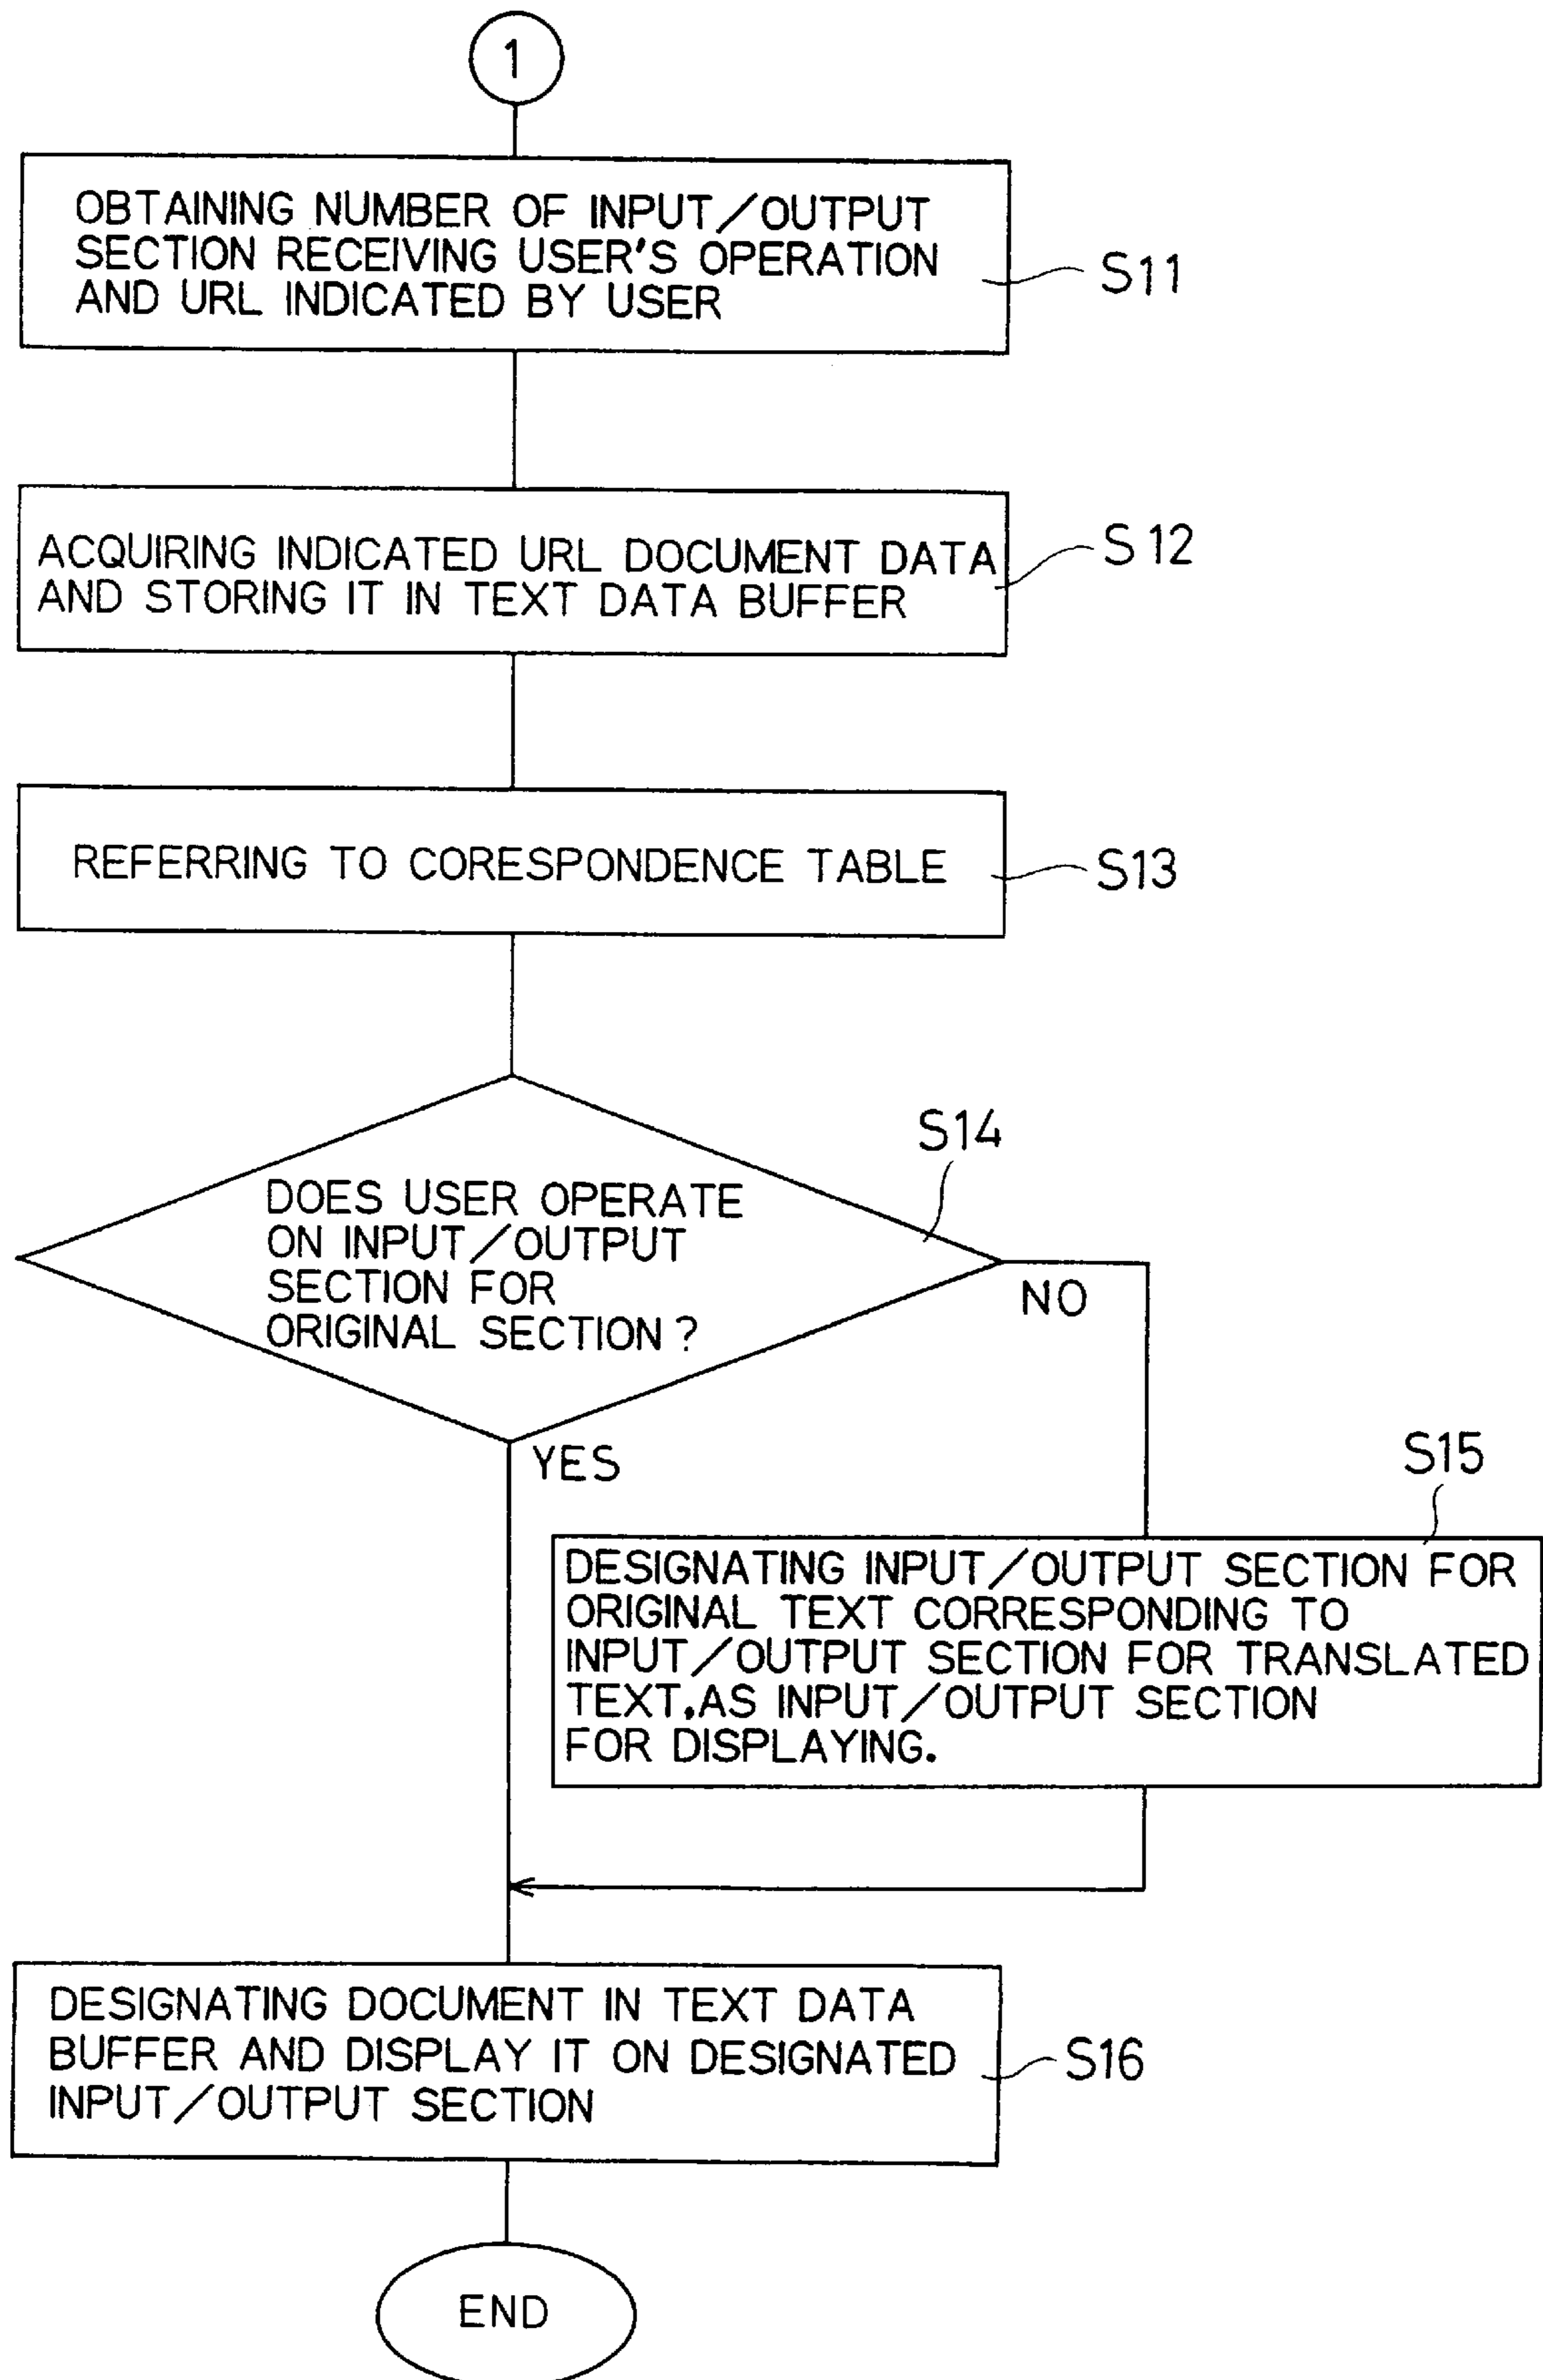 1
OBTAINING NUMBER OF INPUT/OUTPUT
SECTION RECEIVING USER'S OPERATION
AND URL INDICATED BY USER
S11
ACQUIRING INDICATED URL DOCUMENT DATA
AND STORING IT IN TEXT DATA BUFFER
S12
REFERRING TO CORESPONDENCE TABLE
S13
S14
DOES USER OPERATE
ON INPUT/OUTPUT
SECTION FOR
ORIGINAL SECTION?
NO
YES
S15
DESIGNATING INPUT/OUTPUT SECTION FOR
ORIGINAL TEXT CORRESPONDING TO
INPUT/OUTPUT SECTION FOR TRANSLATED
TEXT,AS INPUT/OUTPUT SECTION
FOR DISPLAYING.
DESIGNATING DOCUMENT IN TEXT DATA
BUFFER AND DISPLAY IT ON DESIGNATED
INPUT/OUTPUT SECTION
S16
END